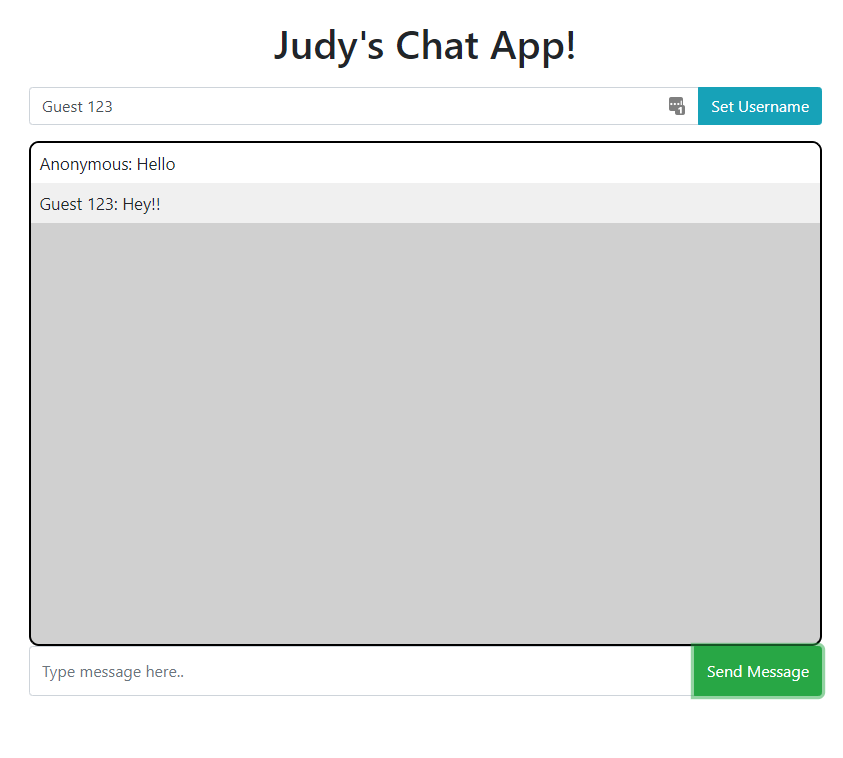 Judy's Chat App!
Guest 123
Set Username
Anonymous: Hello
Guest 123: Hey!!
Type message here..
Send Message